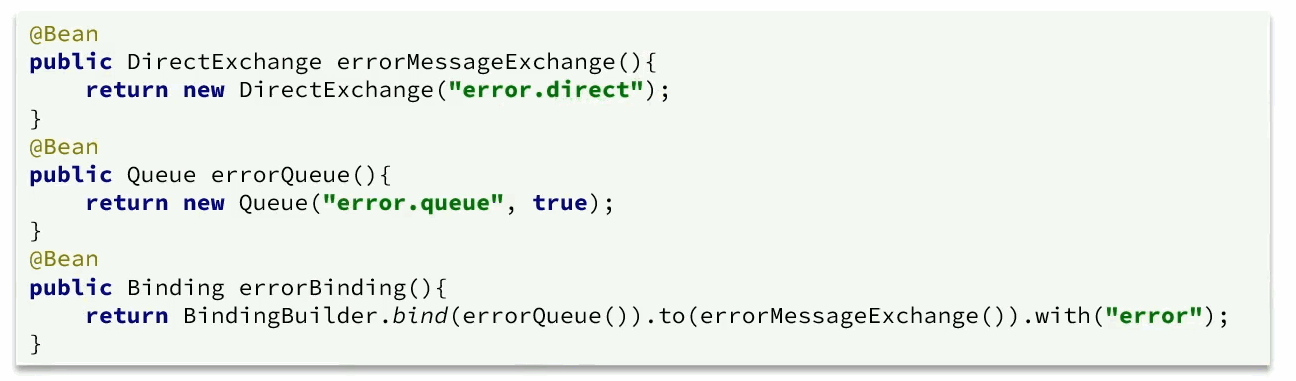 @Bean
public DirectExchange errorMessageExchange(){
    return new DirectExchange("error.direct");
}
@Bean
public Queue errorQueue(){
    return new Queue("error.queue", true);
}
@Bean
public Binding errorBinding(){
    return BindingBuilder.bind(errorQueue()).to(errorMessageExchange()).with("error");
}